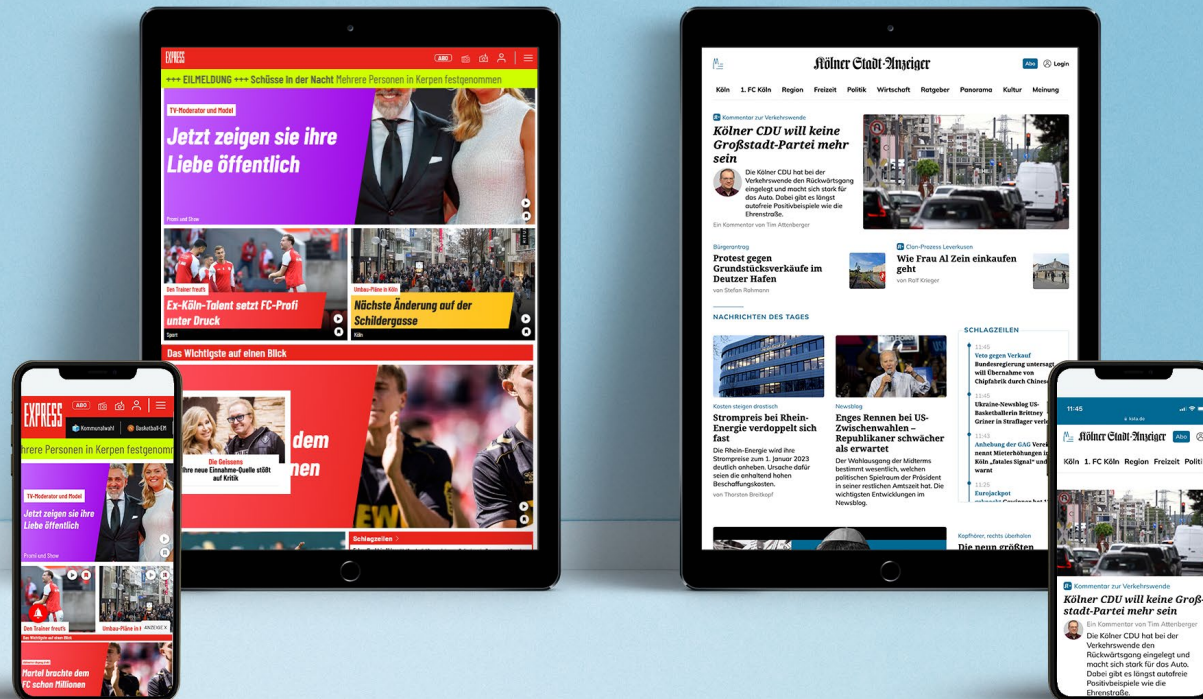 EXPRESS
ABO
+++ EILMELDUNG +++ Schüsse in der Nacht Mehrere Personen in Kerpen festgenommen
TV-Moderator und Model
Jetzt zeigen sie ihre
Liebe öffentlich
Promi und Show
Den Trainer freut's
Ex-Köln-Talent setzt FC-Profi
unter Druck
Sport
Umbau-Pläne in Köln
Nächste Änderung auf der
Schildergasse
Köln
Das Wichtigste auf einen Blick
Die Geissens
Ihre neue Einnahme-Quelle stößt
auf Kritik
dem
nen
Schlagzeilen
EXPRESS
ABO
Kommunalwahl
Basketball-EM
hrere Personen in Kerpen festgenomm
TV-Moderator und Model
Jetzt zeigen sie ihre
Liebe öffentlich
Promi und Show
Den Trainer freut's
Umbau-Pläne in
ANZEIGE X
Das Wichtigste auf einen Blick
Martel brachte dem
FC schon Millionen
Kölner Stadt-Anzeiger
Abo
Login
Köln 1. FC Köln Region Freizeit Politik Wirtschaft Ratgeber Panorama Kultur Meinung
Kommentar zur Verkehrswende
Kölner CDU will keine
Großstadt-Partei mehr
sein
Die Kölner CDU hat bei der
Verkehrswende den Rückwärtsgang
eingelegt und macht sich stark für
das Auto. Dabei gibt es längst
autofreie Positivbeispiele wie die
Ehrenstraße.
Ein Kommentar von Tim Attenberger
Bürgerantrag
Protest gegen
Grundstücksverkäufe im
Deutzer Hafen
von Stefan Rahmann
Clan-Prozess Leverkusen
Wie Frau Al Zein einkaufen
geht
von Ralf Krieger
NACHRICHTEN DES TAGES
Kosten steigen drastisch
Strompreis bei Rhein-
Energie verdoppelt sich
fast
Die Rhein-Energie wird ihre
Strompreise zum 1. Januar 2023
deutlich anheben. Ursache dafür
seien die anhaltend hohen
Beschaffungskosten.
von Thorsten Breitkopf
Newsblog
Enges Rennen bei US-
Zwischenwahlen –
Republikaner schwächer
als erwartet
Der Wahlausgang der Midterms
bestimmt wesentlich, welchen
politischen Spielraum der Präsident
in seiner restlichen Amtszeit hat. Die
wichtigsten Entwicklungen im
Newsblog.
SCHLAGZEILEN
11:45
Veto gegen Verkauf
Bundesregierung untersagt
will Übernahme von
Chipfabrik durch Chines
11:45
Ukraine-Newsblog US-
Basketballerin Brittney
Griner in Straflager verle
11:43
Anhebung der GAG Verei
nennt Mieterhöhungen i
Köln „fatales Signal“ und
warnt
11:25
Eurojackpot
Kopfhörer, rechts überholen
Die neun größten
11:45
ksta.de
Kölner Stadt-Anzeiger
Abo
Köln 1. FC Köln Region Freizeit Politi
Kommentar zur Verkehrswende
Kölner CDU will keine Groß-
stadt-Partei mehr sein
Ein Kommentar von Tim Attenberger
Die Kölner CDU hat bei der
Verkehrswende den
Rückwärtsgang eingelegt und
macht sich stark für das Auto.
Dabei gibt es längst autofreie
Positivbeispiele wie die
Ehrenstraße.